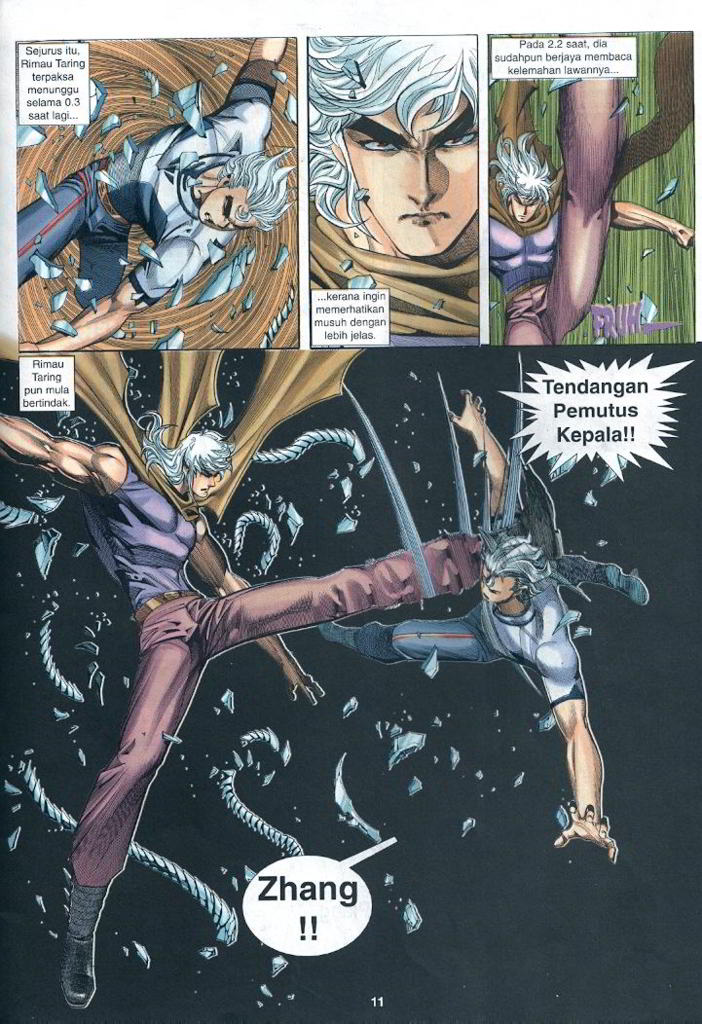 Sejurus itu,
Rimau Taring
terpaksa
menunggu
selama 0.3
saat lagi...
...kerana ingin
memerhatikan
musuh dengan
lebih jelas.
Pada 2.2 saat, dia
sudahpun berjaya membaca
kelemahan lawannya...
FRUH!
Rimau
Taring
pun mula
bertindak.
Tendangan
Pemutus
Kepala!!
Zhang
!!
11